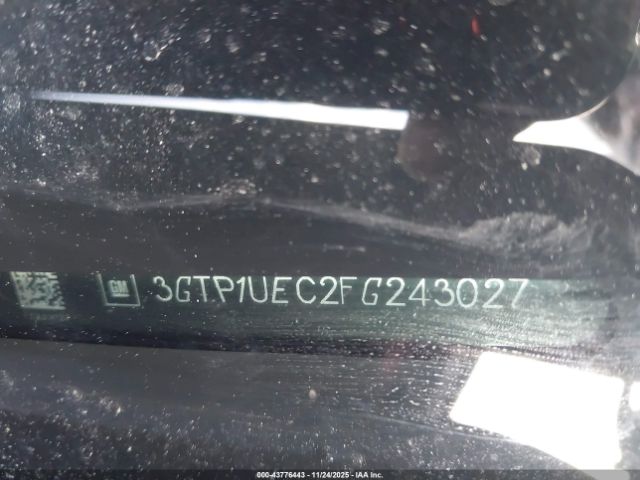 GM 3GTP1UEC2FG243027
000-43776443 - 11/24/2025 - IAA Inc.